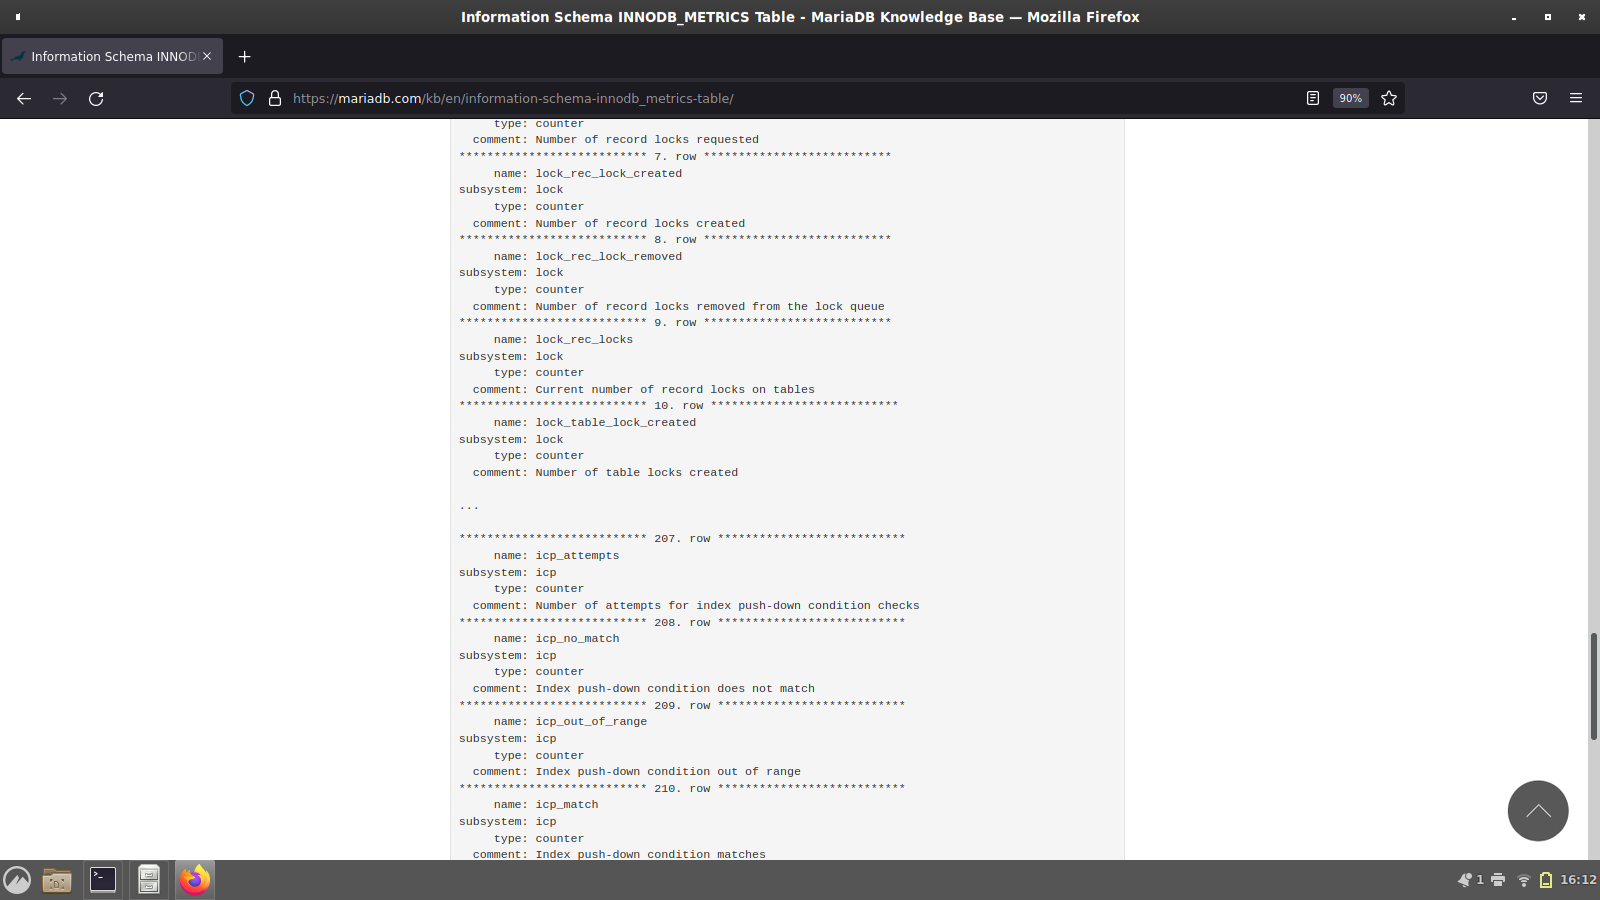 Information Schema INNODB_METRICS Table - MariaDB Knowledge Base — Mozilla Firefox
Information Schema INNOD
https://mariadb.com/kb/en/information-schema-innodb_metrics-table/
90%
type: counter
comment: Number of record locks requested
*************************** 7. row ***************************
name: lock_rec_lock_created
subsystem: lock
type: counter
comment: Number of record locks created
*************************** 8. row ***************************
name: lock_rec_lock_removed
subsystem: lock
type: counter
comment: Number of record locks removed from the lock queue
*************************** 9. row ***************************
name: lock_rec_locks
subsystem: lock
type: counter
comment: Current number of record locks on tables
*************************** 10. row ***************************
name: lock_table_lock_created
subsystem: lock
type: counter
comment: Number of table locks created
...
*************************** 207. row ***************************
name: icp_attempts
subsystem: icp
type: counter
comment: Number of attempts for index push-down condition checks
*************************** 208. row ***************************
name: icp_no_match
subsystem: icp
type: counter
comment: Index push-down condition does not match
*************************** 209. row ***************************
name: icp_out_of_range
subsystem: icp
type: counter
comment: Index push-down condition out of range
*************************** 210. row ***************************
name: icp_match
subsystem: icp
type: counter
comment: Index push-down condition matches
1
16:12